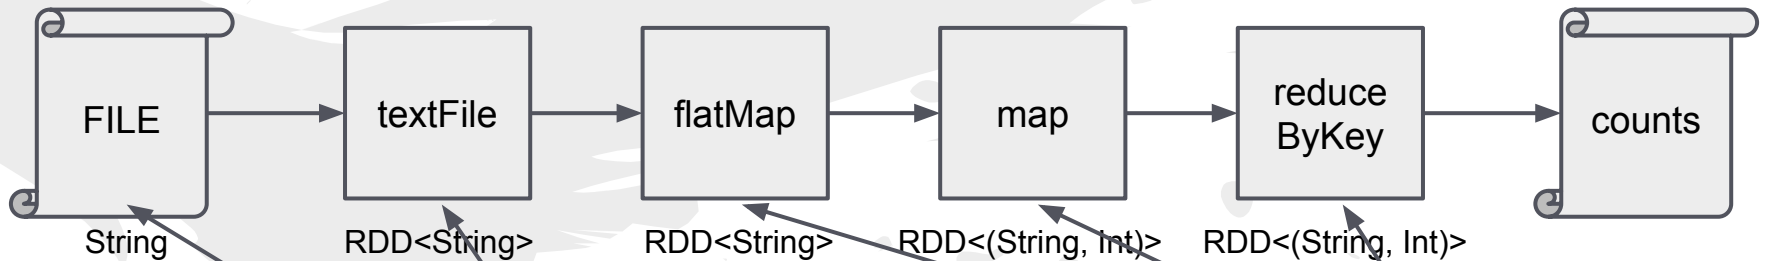 FILE
textFile
flatMap
map
reduce
ByKey
counts
String
RDD<String>
RDD<String>
RDD<(String, Int)>
RDD<(String, Int)>